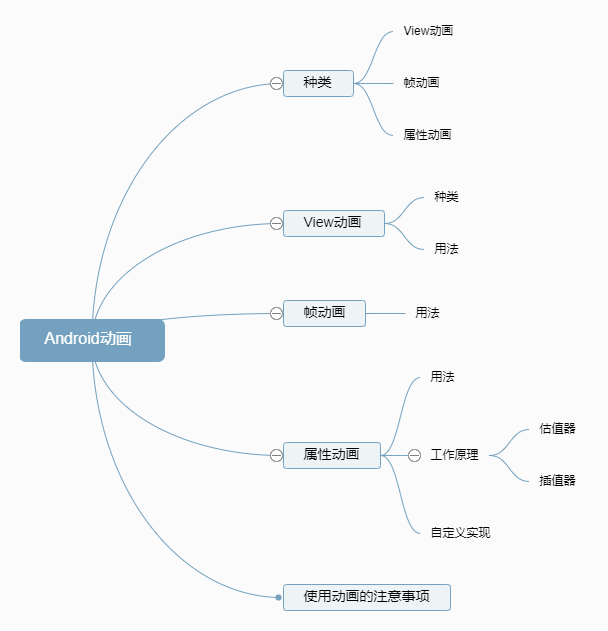 View动画
种类
帧动画
属性动画
种类
View动画
用法
帧动画
用法
Android动画
用法
估值器
属性动画
工作原理
插值器
自定义实现
使用动画的注意事项